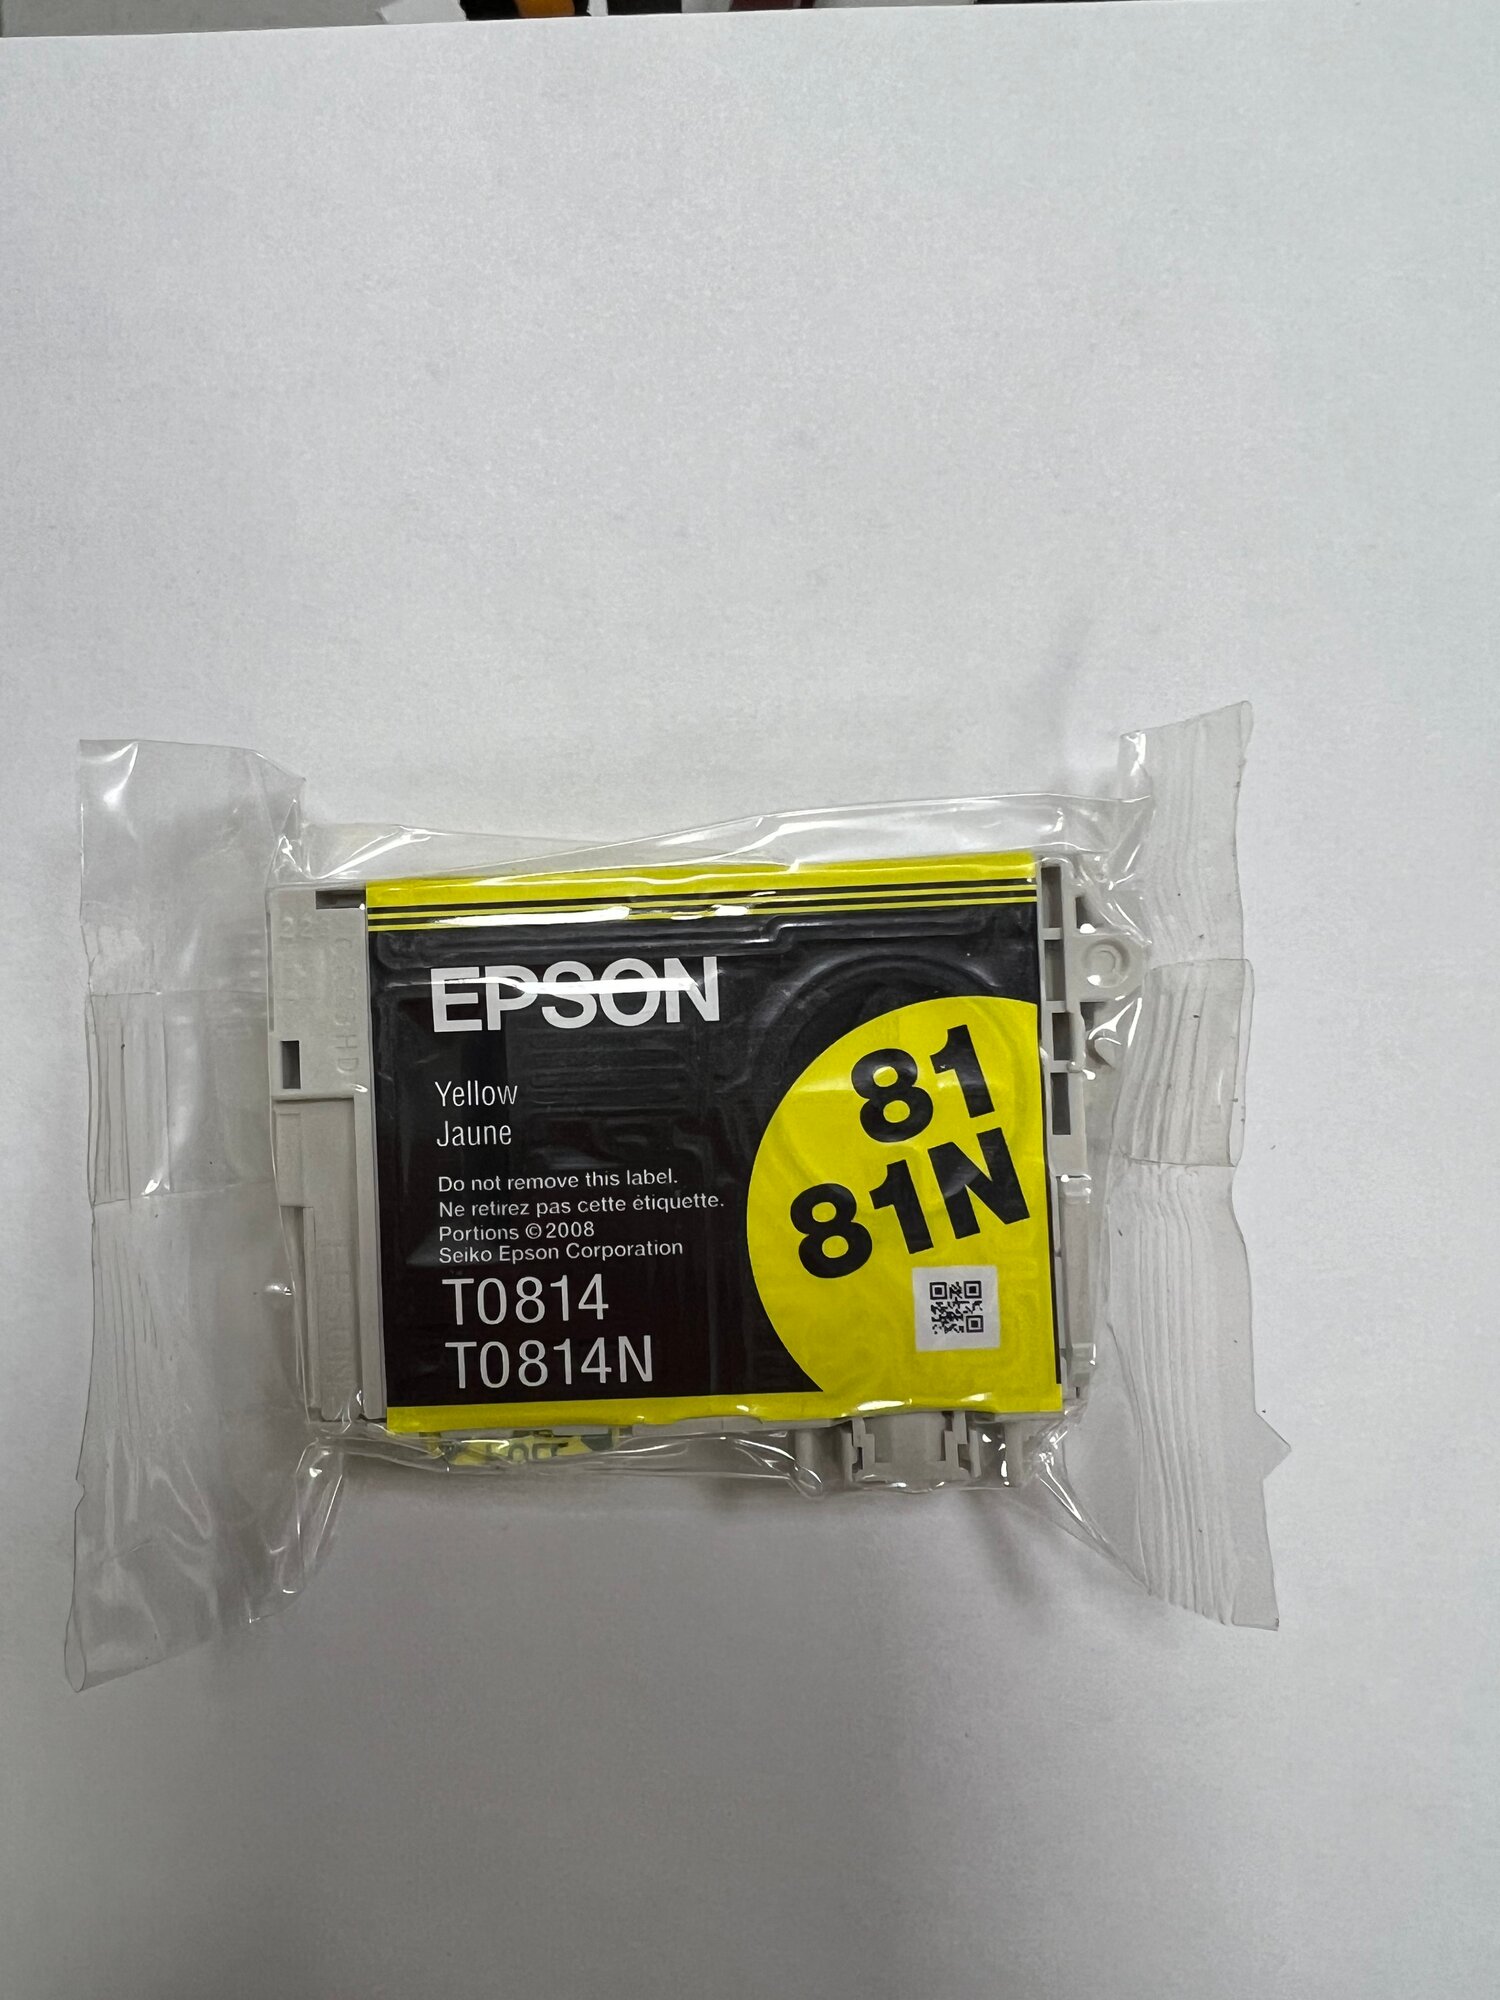 EPSON
Yellow
Jaune
Do not remove this label.
Ne retirez pas cette étiquette.
Portions © 2008
Seiko Epson Corporation
T0814
T0814N
81
81N